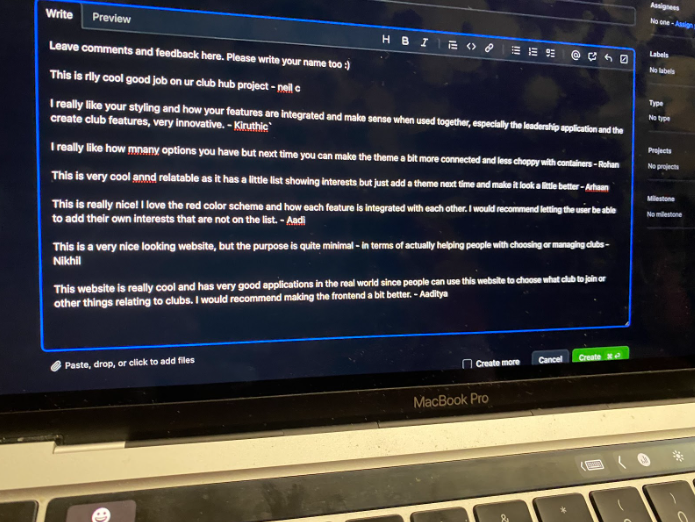 Write
Preview
H B I
Leave comments and feedback here. Please write your name too :)
This is rlly cool good job on ur club hub project - neil c
I really like your styling and how your features are integrated and make sense when used together, especially the leadership application and the
create club features, very innovative. - Kiruthic`
I really like how mnany options you have but next time you can make the theme a bit more connected and less choppy with containers - Rohan
This is very cool annd relatable as it has a little list showing interests but just add a theme next time and make it look a little better - Arhaan
This is really nice! I love the red color scheme and how each feature is integrated with each other. I would recommend letting the user be able
to add their own interests that are not on the list. - Aadi
This is a very nice looking website, but the purpose is quite minimal - in terms of actually helping people with choosing or managing clubs -
Nikhil
This website is really cool and has very good applications in the real world since people can use this website to choose what club to join or
other things relating to clubs. I would recommend making the frontend a bit better. - Aaditya
Paste, drop, or click to add files
Create more
Cancel
Create
Assignees
No one - Assign
Labels
No labels
Type
No type
Projects
No projects
Milestone
No milestone
MacBook Pro